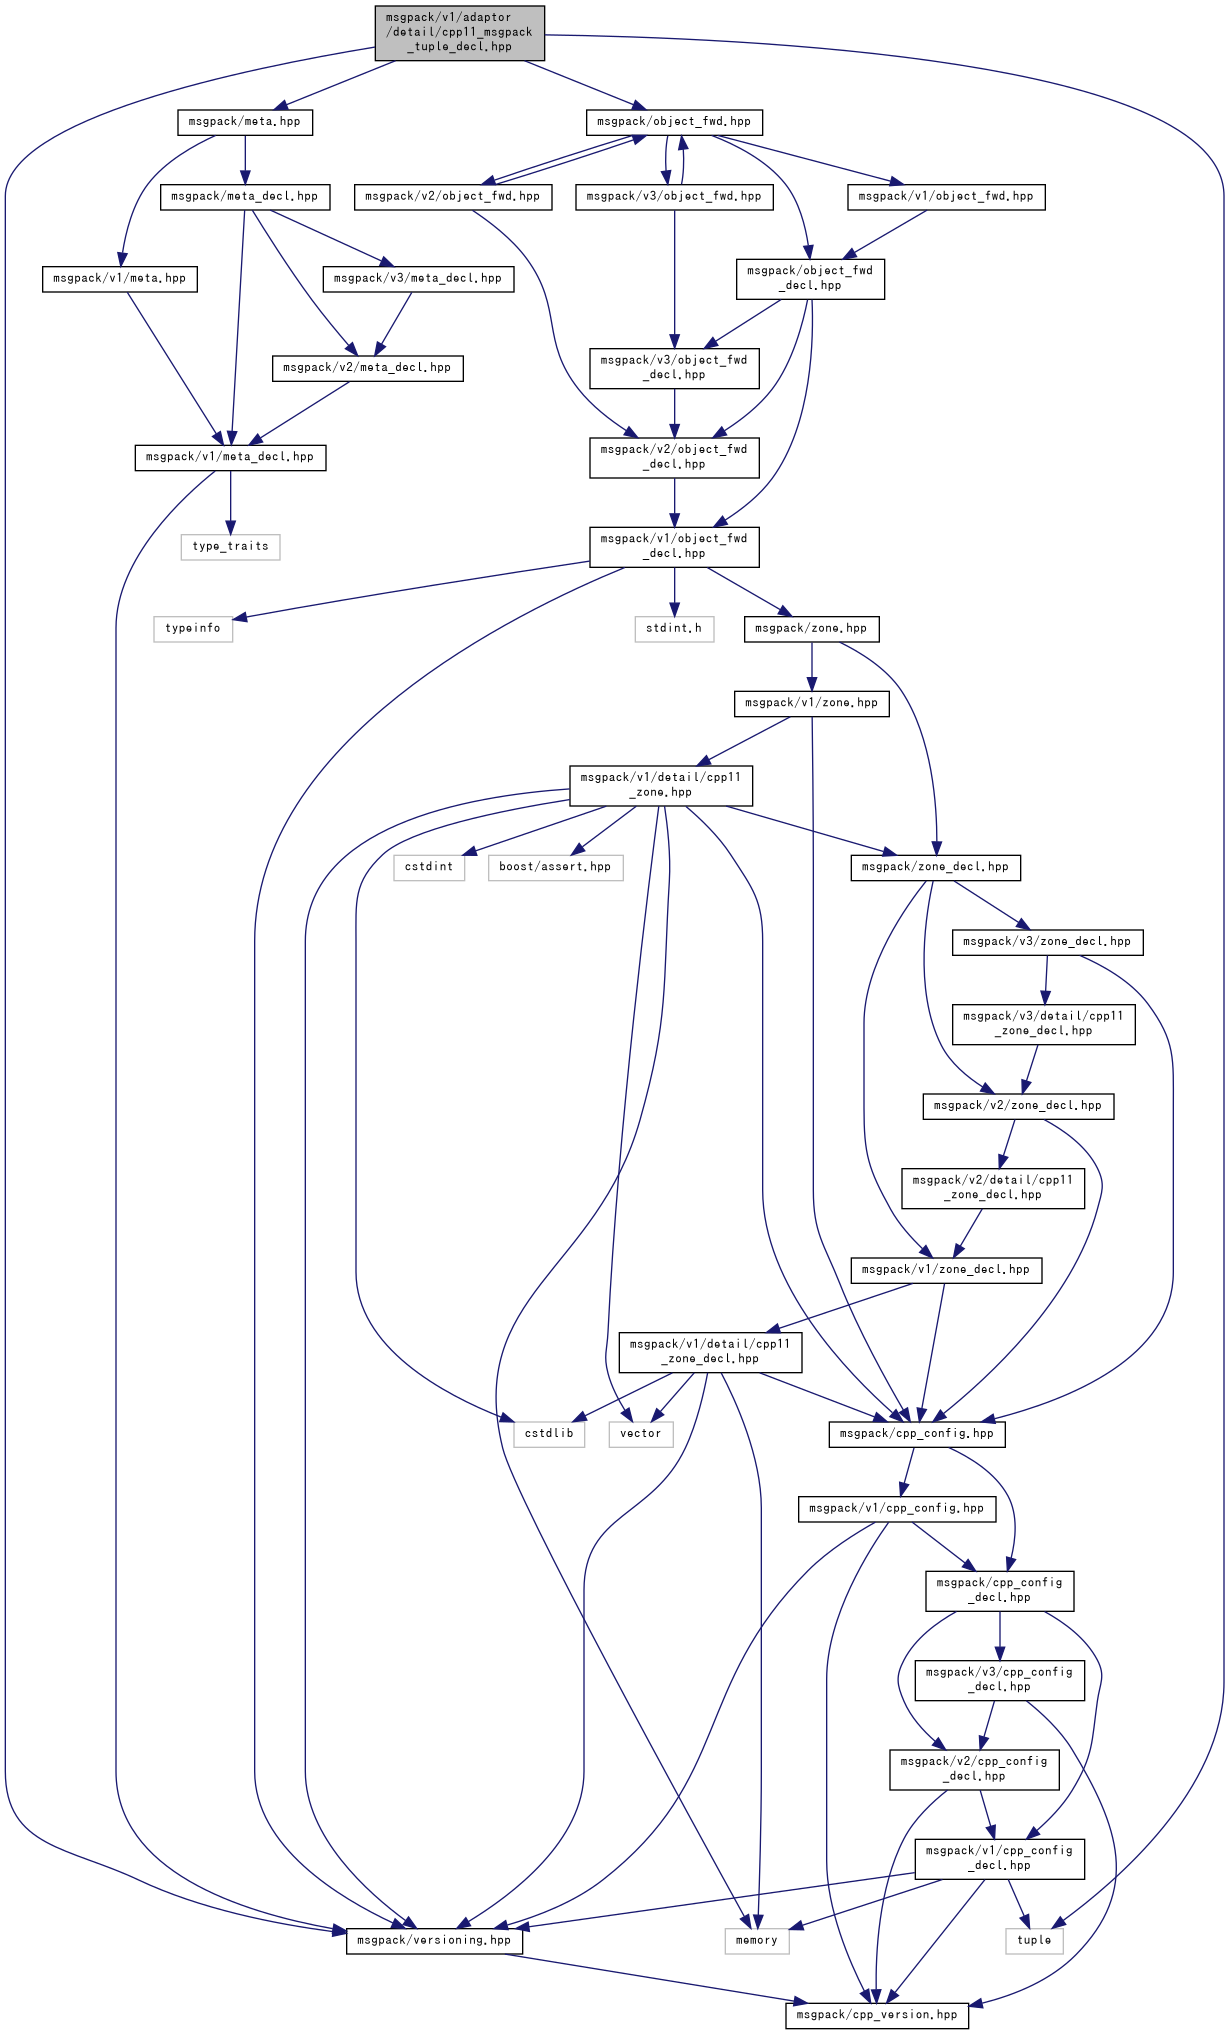 msgpack/v1/adaptor
/detail/cpp11_msgpack
_tuple_decl.hpp
msgpack/meta.hpp
msgpack/object_fwd.hpp
msgpack/meta_decl.hpp
msgpack/v2/object_fwd.hpp
msgpack/v3/object_fwd.hpp
msgpack/v1/object_fwd.hpp
msgpack/v1/meta.hpp
msgpack/v3/meta_decl.hpp
msgpack/object_fwd
_decl.hpp
msgpack/v2/meta_decl.hpp
msgpack/v3/object_fwd
_decl.hpp
msgpack/v1/meta_decl.hpp
msgpack/v2/object_fwd
_decl.hpp
type_traits
msgpack/v1/object_fwd
_decl.hpp
typeinfo
stdint.h
msgpack/zone.hpp
msgpack/v1/zone.hpp
msgpack/v1/detail/cpp11
_zone.hpp
cstdint
boost/assert.hpp
msgpack/zone_decl.hpp
msgpack/v3/zone_decl.hpp
msgpack/v3/detail/cpp11
_zone_decl.hpp
msgpack/v2/zone_decl.hpp
msgpack/v2/detail/cpp11
_zone_decl.hpp
msgpack/v1/zone_decl.hpp
msgpack/v1/detail/cpp11
_zone_decl.hpp
cstdlib
vector
msgpack/cpp_config.hpp
msgpack/v1/cpp_config.hpp
msgpack/cpp_config
_decl.hpp
msgpack/v3/cpp_config
_decl.hpp
msgpack/v2/cpp_config
_decl.hpp
msgpack/v1/cpp_config
_decl.hpp
msgpack/versioning.hpp
memory
tuple
msgpack/cpp_version.hpp